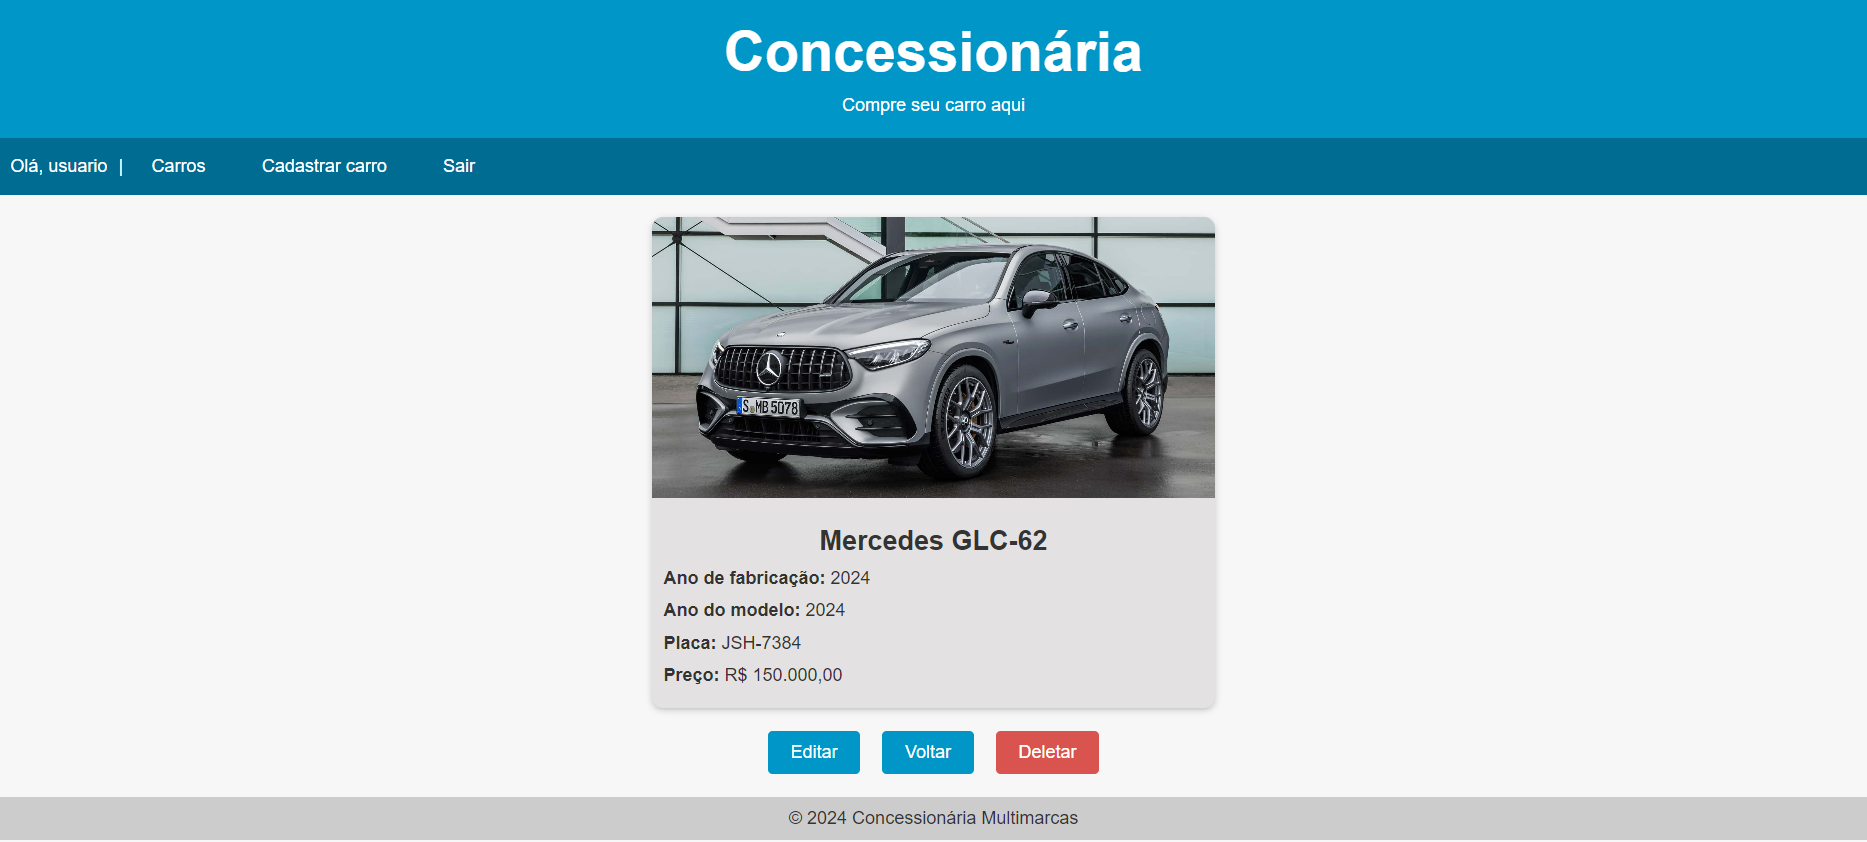 Concessionária
Compre seu carro aqui
Olá, usuario | Carros Cadastrar carro Sair
S MB 5078
Mercedes GLC-62
Ano de fabricação: 2024
Ano do modelo: 2024
Placa: JSH-7384
Preço: R$ 150.000,00
Editar Voltar Deletar
© 2024 Concessionária Multimarcas